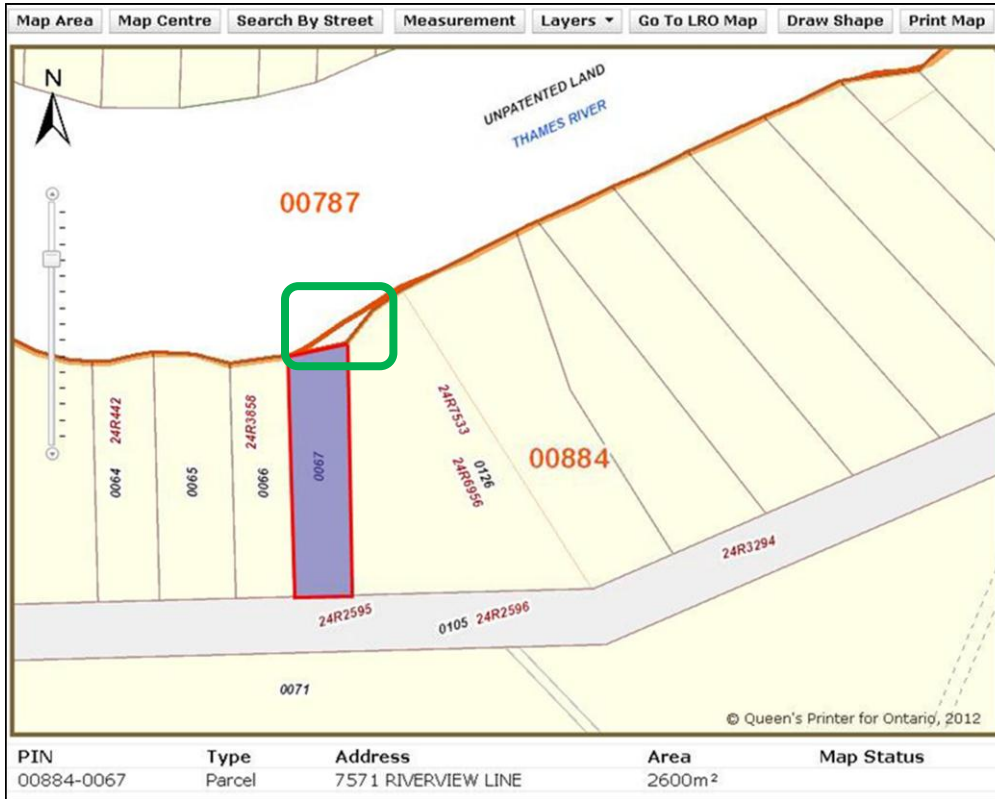 Map Area Map Centre Search By Street Measurement Layers Go To LRO Map Draw Shape Print Map
N
UNPATENTED LAND
THAMES RIVER
00787
24R442
24R3858
24R7533
0064
0065
0066
0067
0126
24R6956
00884
24R3294
24R2595
0105 24R2596
0071
© Queen's Printer for Ontario, 2012
PIN Type Address Area Map Status
00884-0067 Parcel 7571 RIVERVIEW LINE 2600m²